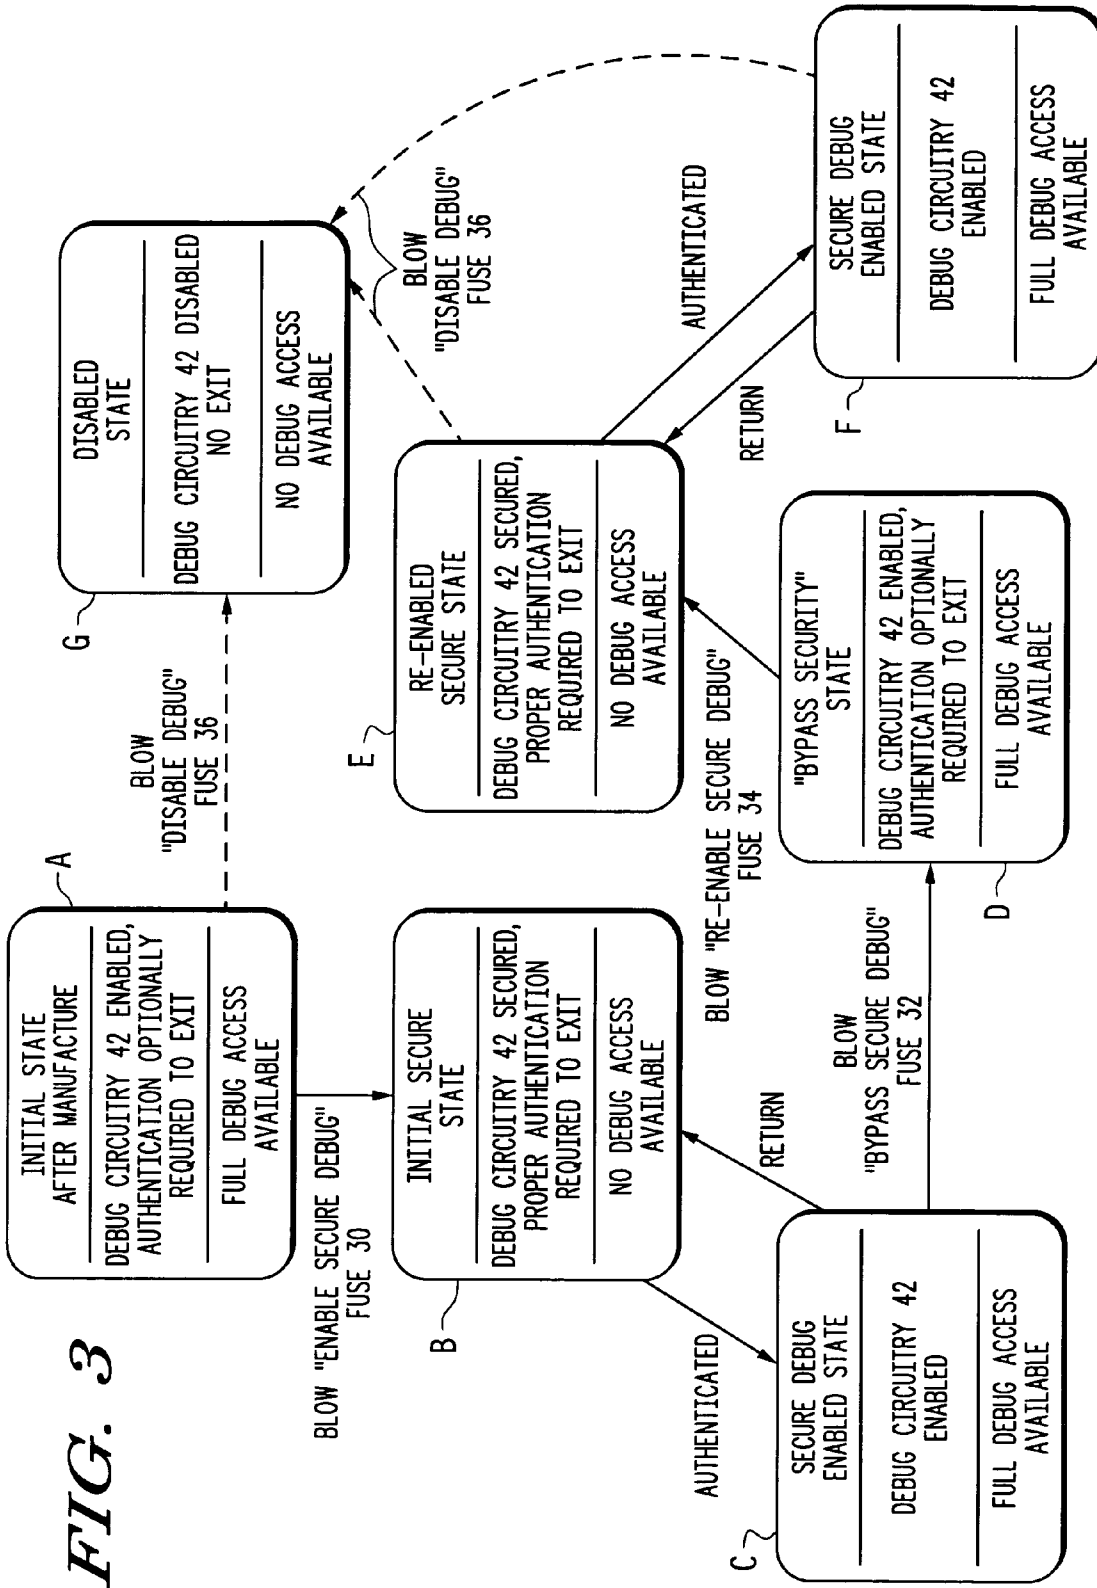 FIG. 3
INITIAL STATE
AFTER MANUFACTURE
DEBUG CIRCUITRY 42 ENABLED,
AUTHENTICATION OPTIONALLY
REQUIRED TO EXIT
FULL DEBUG ACCESS
AVAILABLE
A
BLOW
"DISABLE DEBUG"
FUSE 36
G
DISABLED
STATE
DEBUG CIRCUITRY 42 DISABLED
NO EXIT
NO DEBUG ACCESS
AVAILABLE
BLOW "ENABLE SECURE DEBUG"
FUSE 30
B
INITIAL SECURE
STATE
DEBUG CIRCUITRY 42 SECURED,
PROPER AUTHENTICATION
REQUIRED TO EXIT
NO DEBUG ACCESS
AVAILABLE
E
RE-ENABLED
SECURE STATE
DEBUG CIRCUITRY 42 SECURED,
PROPER AUTHENTICATION
REQUIRED TO EXIT
NO DEBUG ACCESS
AVAILABLE
BLOW
"DISABLE DEBUG"
FUSE 36
AUTHENTICATED
RETURN
BLOW "RE-ENABLE SECURE DEBUG"
FUSE 34
AUTHENTICATED
RETURN
C
SECURE DEBUG
ENABLED STATE
DEBUG CIRCUITRY 42
ENABLED
FULL DEBUG ACCESS
AVAILABLE
BLOW
"BYPASS SECURE DEBUG"
FUSE 32
D
"BYPASS SECURITY"
STATE
DEBUG CIRCUITRY 42 ENABLED,
AUTHENTICATION OPTIONALLY
REQUIRED TO EXIT
FULL DEBUG ACCESS
AVAILABLE
F
SECURE DEBUG
ENABLED STATE
DEBUG CIRCUITRY 42
ENABLED
FULL DEBUG ACCESS
AVAILABLE